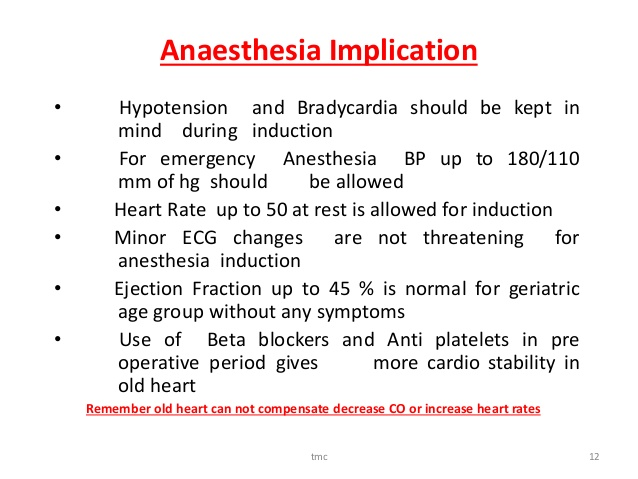 Anaesthesia Implication
• Hypotension and Bradycardia should be kept in
mind during induction
• For emergency Anesthesia BP up to 180/110
mm of hg should be allowed
• Heart Rate up to 50 at rest is allowed for induction
• Minor ECG changes are not threatening for
anesthesia induction
• Ejection Fraction up to 45 % is normal for geriatric
age group without any symptoms
• Use of Beta blockers and Anti platelets in pre
operative period gives more cardio stability in
old heart
Remember old heart can not compensate decrease CO or increase heart rates
tmc
12